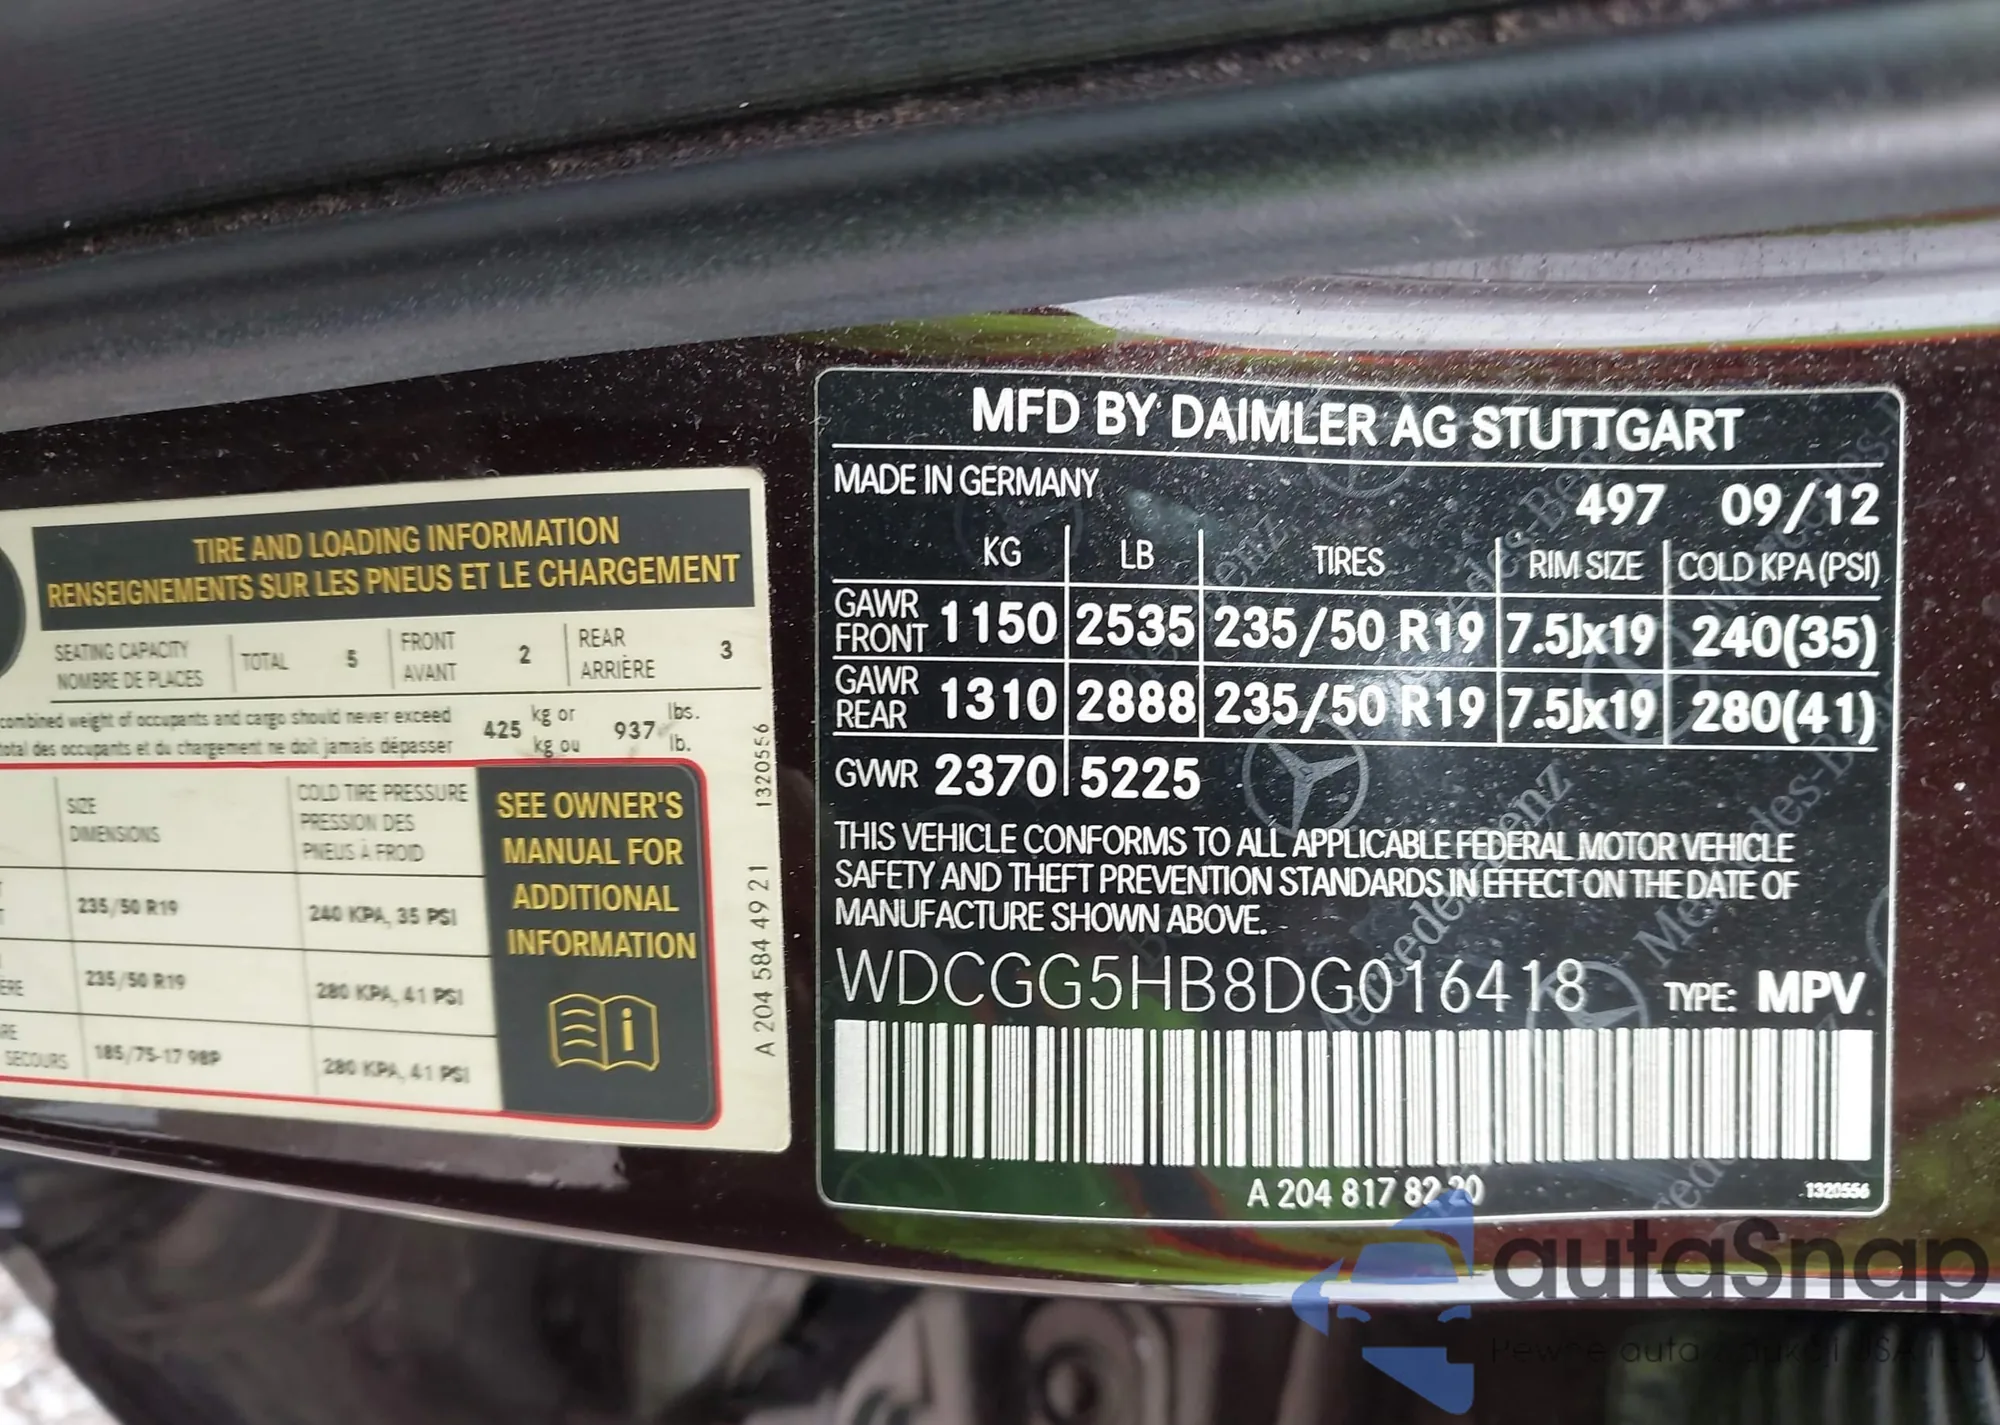 TIRE AND LOADING INFORMATION
RENSEIGNEMENTS SUR LES PNEUS ET LE CHARGEMENT
SEATING CAPACITY
NOMBRE DE PLACES
TOTAL 5
FRONT
AVANT
2
REAR
ARRIÈRE
3
combined weight of occupants and cargo should never exceed
total des occupants et du chargement ne doit jamais dépasser
425 kg or
kg ou
937 lbs.
lb.
SIZE
DIMENSIONS
COLD TIRE PRESSURE
PRESSION DES
PNEUS À FROID
235/50 R19 240 KPA, 35 PSI
235/50 R19 280 KPA, 41 PSI
SECOURS 185/75-17 98P 280 KPA, 41 PSI
SEE OWNER'S
MANUAL FOR
ADDITIONAL
INFORMATION
A 204 584 49 21 1320556
MFD BY DAIMLER AG STUTTGART
MADE IN GERMANY
497 09/12
KG LB TIRES RIM SIZE COLD KPA (PSI)
GAWR
FRONT
1150 2535 235/50 R19 7.5Jx19 240(35)
GAWR
REAR
1310 2888 235/50 R19 7.5Jx19 280(41)
GVWR 2370 5225
THIS VEHICLE CONFORMS TO ALL APPLICABLE FEDERAL MOTOR VEHICLE
SAFETY AND THEFT PREVENTION STANDARDS IN EFFECT ON THE DATE OF
MANUFACTURE SHOWN ABOVE.
WDCGG5HB8DG016418 TYPE: MPV
A 204 817 82 20
1320556
autaSnap